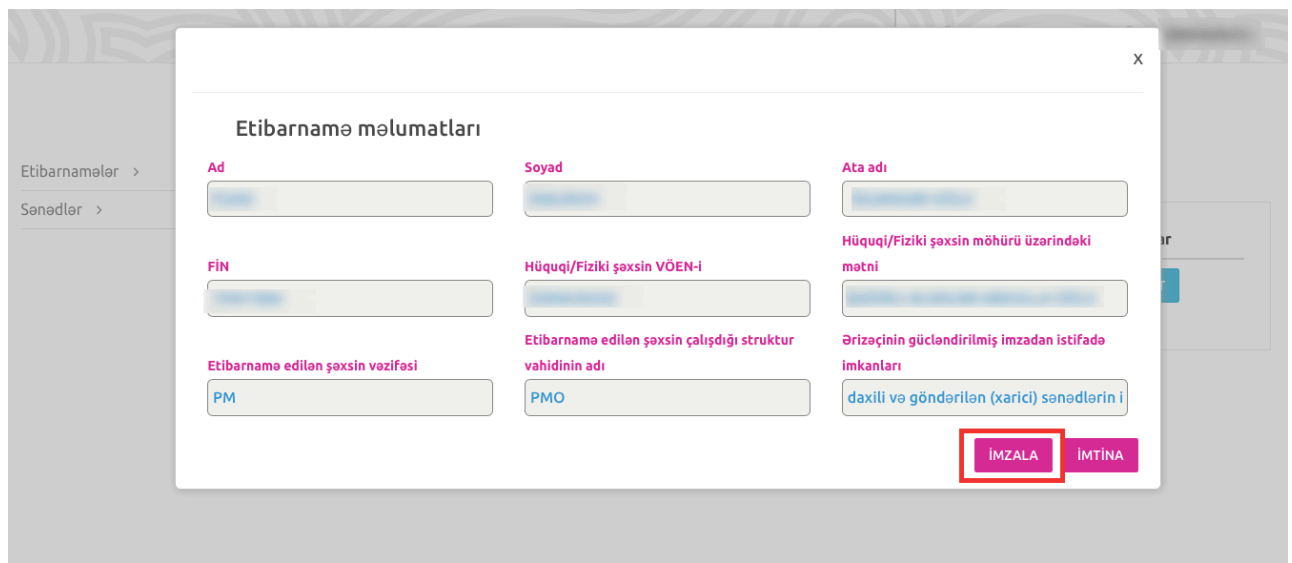 x
Etibarnamə məlumatları
Etibarnamələr >
Sənədlər >
Ad
Soyad
Ata adı
FİN
Hüquqi/Fiziki şəxsin VÖEN-i
Hüquqi/Fiziki şəxsin möhürü üzərindəki
mətni
Etibarnamə edilən şəxsin vəzifəsi
PM
Etibarnamə edilən şəxsin çalışdığı struktur
vahidinin adı
PMO
Ərizəçinin gücləndirilmiş imzadan istifadə
imkanları
daxili və göndərilən (xarici) sənədlərin i
İMZALA
İMTİNA